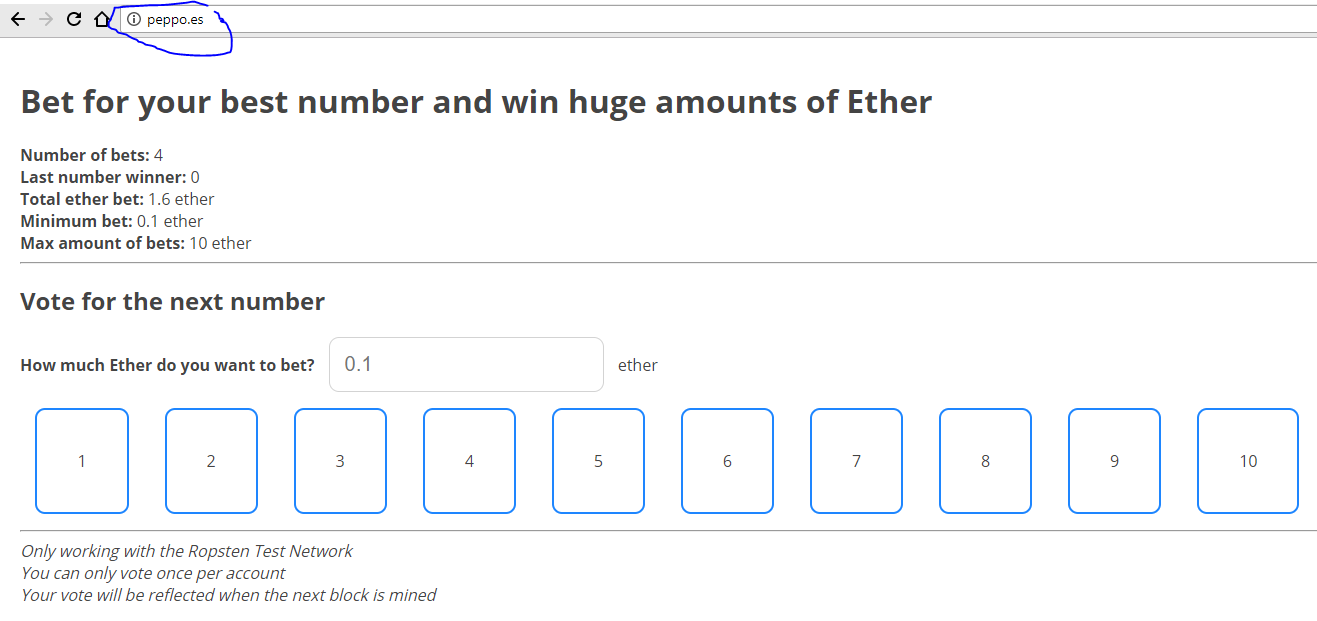 peppo.es
Bet for your best number and win huge amounts of Ether
Number of bets: 4
Last number winner: 0
Total ether bet: 1.6 ether
Minimum bet: 0.1 ether
Max amount of bets: 10 ether
Vote for the next number
How much Ether do you want to bet? 0.1 ether
1 2 3 4 5 6 7 8 9 10
Only working with the Ropsten Test Network
You can only vote once per account
Your vote will be reflected when the next block is mined